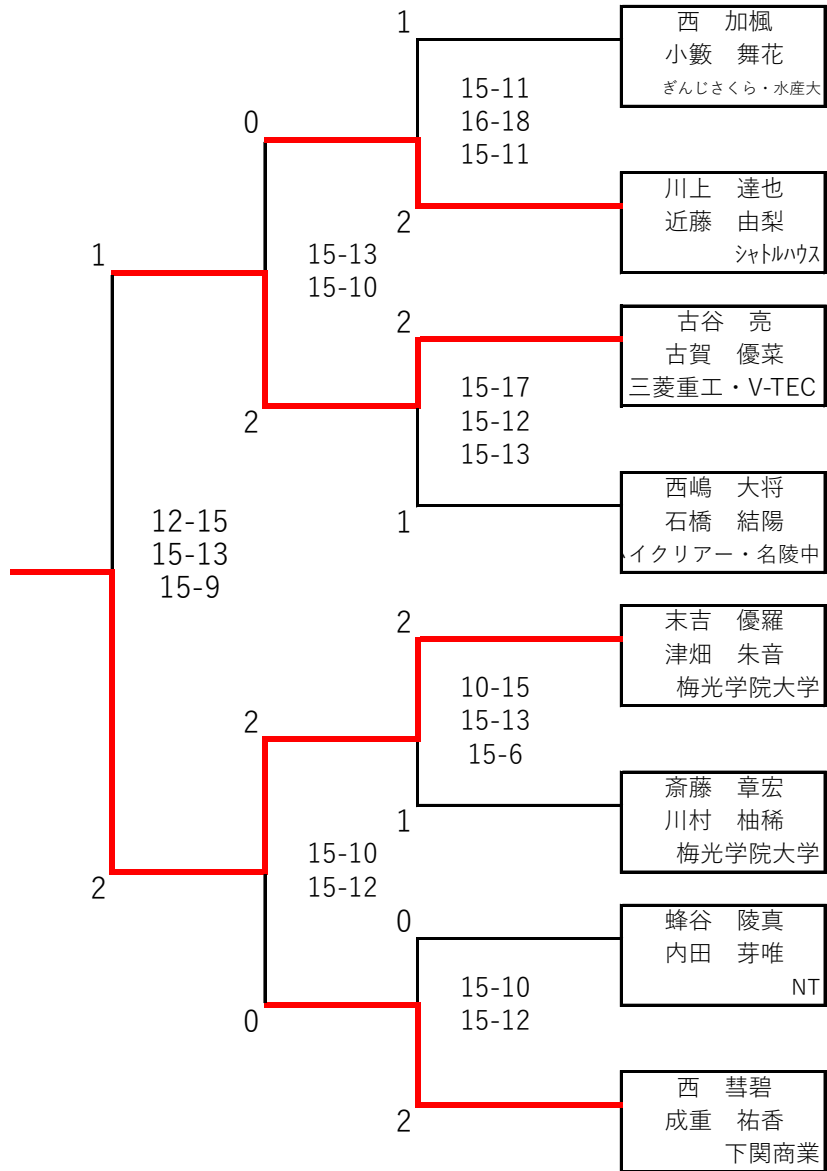 1
西　加楓
小籔　舞花
ぎんじさくら・水産大
15-11
16-18
15-11
0
2
川上　達也
近藤　由梨
シャトルハウス
1
15-13
15-10
2
古谷　亮
古賀　優菜
三菱重工・V-TEC
15-17
15-12
15-13
2
1
西嶋　大将
石橋　結陽
ハイクリアー・名陵中
12-15
15-13
15-9
2
末吉　優羅
津畑　朱音
梅光学院大学
10-15
15-13
15-6
2
1
斎藤　章宏
川村　柚稀
梅光学院大学
15-10
15-12
2
0
蜂谷　陵真
内田　芽唯
NT
15-10
15-12
0
2
西　彗碧
成重　祐香
下関商業